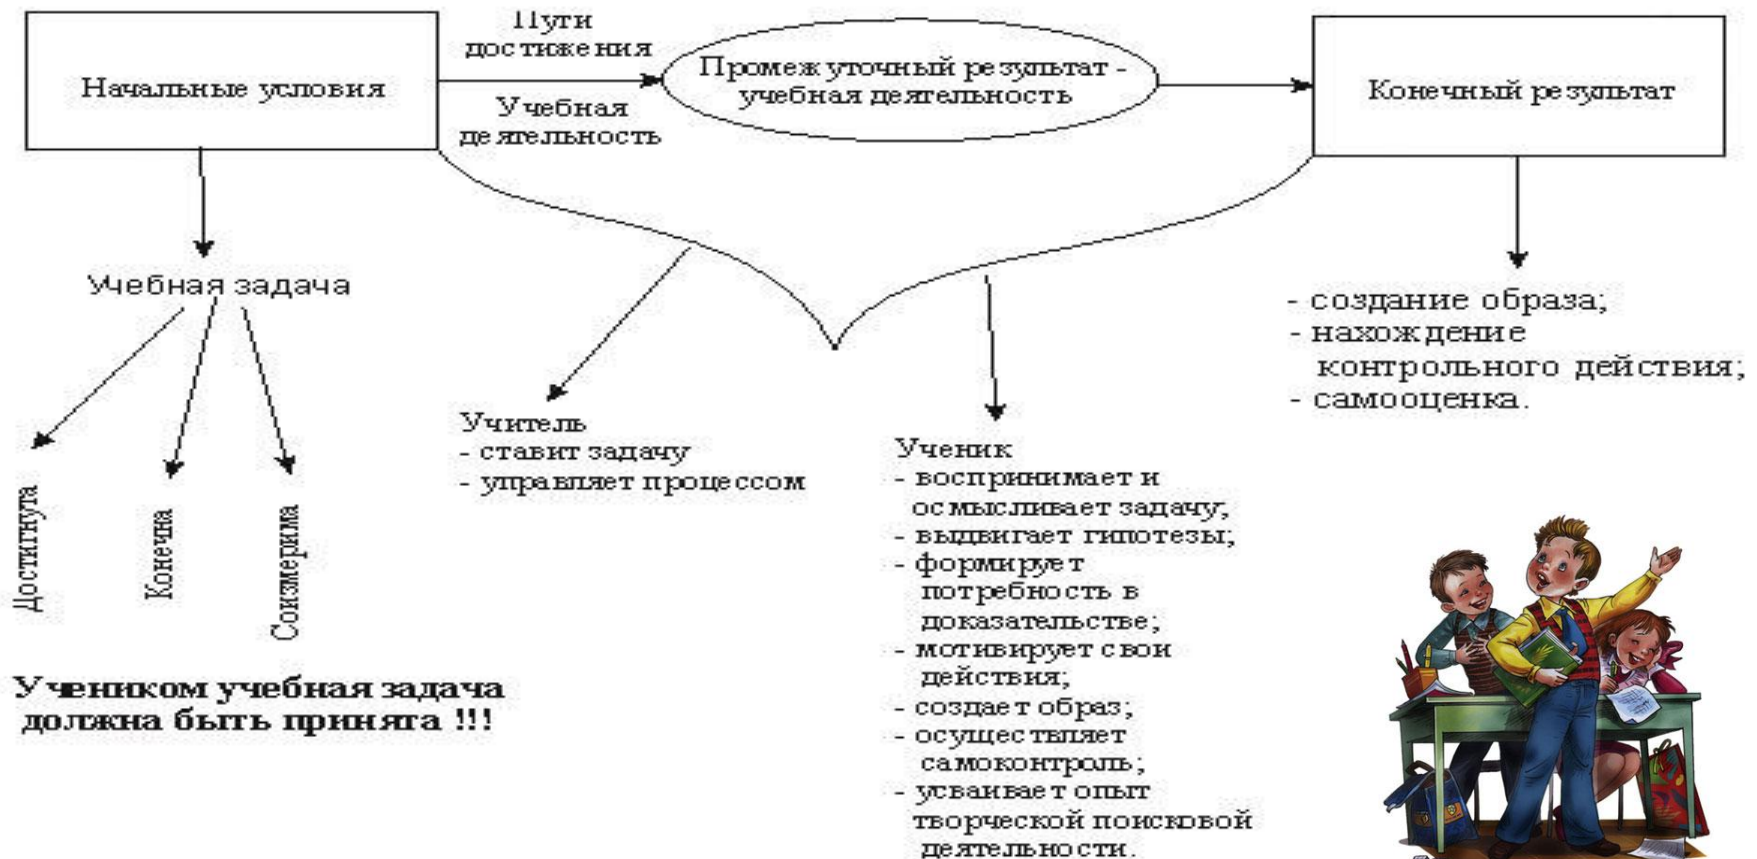 Начальные условия
Пути
достижения
Учебная
деятельность
Промежуточный результат -
учебная деятельность
Конечный результат
Учебная задача
Достигнута
Конечна
Соизмерима
Учеником учебная задача
должна быть принята !!!
Учитель
- ставит задачу
- управляет процессом
Ученик
- воспринимает и
осмысливает задачу;
- выдвигает гипотезы;
- формирует
потребность в
доказательстве;
- мотивирует свои
действия;
- создает образ;
- осуществляет
самоконтроль;
- усваивает опыт
творческой поисковой
деятельности.
- создание образа;
- нахождение
контрольного действия;
- самооценка.